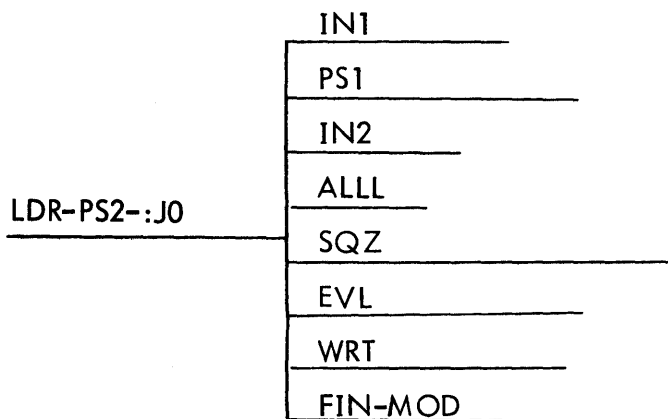 IN1
PS1
IN2
ALLL
LDR-PS2-:J0
SQZ
EVL
WRT
FIN-MOD